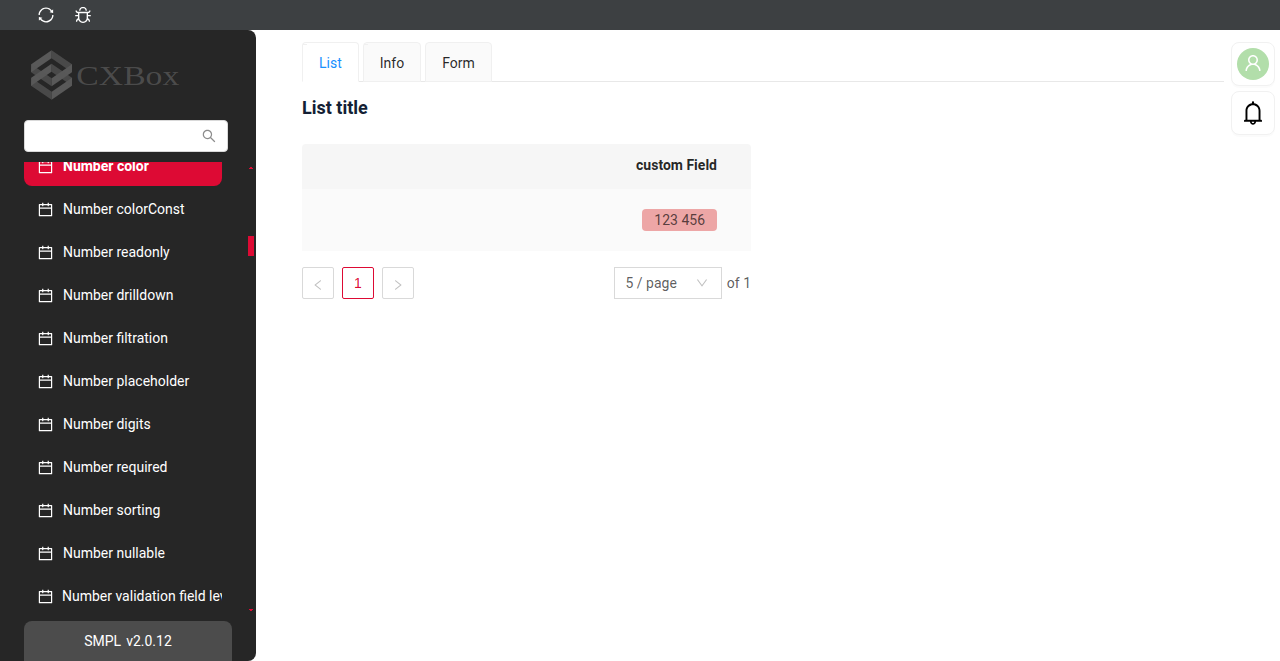 CXBox
Number color
Number colorConst
Number readonly
Number drilldown
Number filtration
Number placeholder
Number digits
Number required
Number sorting
Number nullable
Number validation field lev
SMPL v2.0.12
List Info Form
List title
custom Field
123 456
1
5 / page of 1